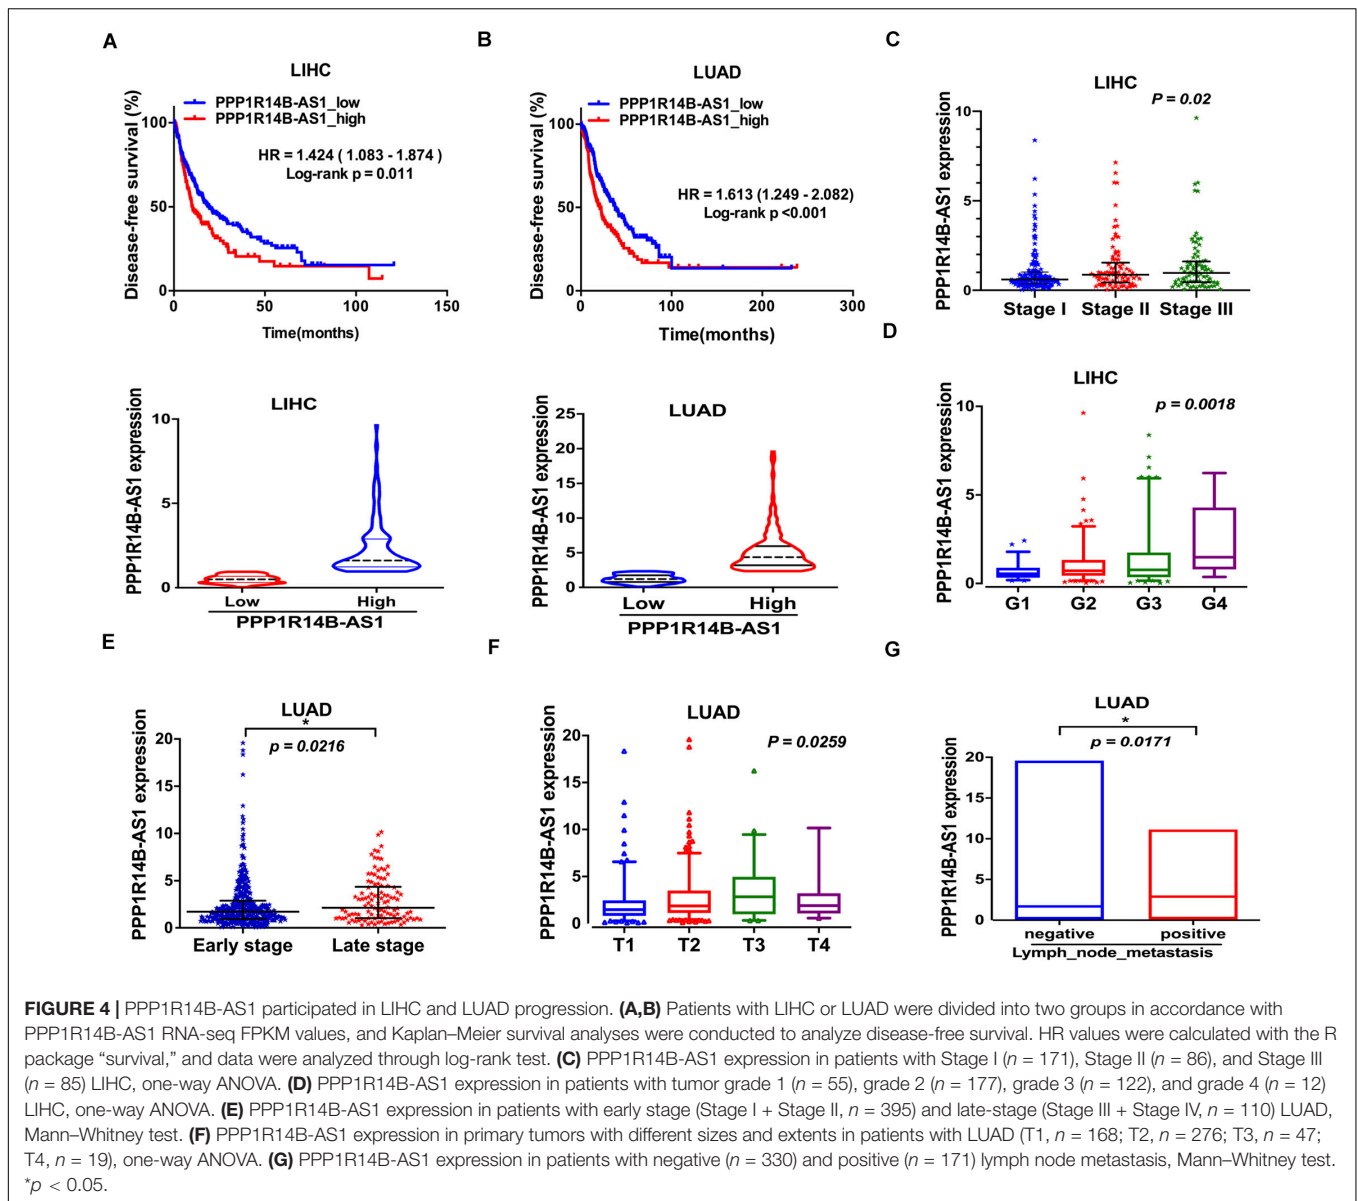 A
LIHC
PPP1R14B-AS1_low
PPP1R14B-AS1_high
HR = 1.424 ( 1.083 - 1.874 )
Log-rank p = 0.011
Disease-free survival (%)
100
50
0
0 50 100 150
Time(months)
LIHC
PPP1R14B-AS1 expression
10
5
0
Low High
PPP1R14B-AS1
B
LUAD
PPP1R14B-AS1_low
PPP1R14B-AS1_high
HR = 1.613 (1.249 - 2.082)
Log-rank p <0.001
Disease-free survival (%)
100
50
0
0 100 200 300
Time(months)
LUAD
PPP1R14B-AS1 expression
25
20
15
10
5
0
Low High
PPP1R14B-AS1
C
LIHC
P = 0.02
PPP1R14B-AS1 expression
10
5
0
Stage I Stage II Stage III
D
LIHC
p = 0.0018
PPP1R14B-AS1 expression
10
5
0
G1 G2 G3 G4
E
LUAD
*
p = 0.0216
PPP1R14B-AS1 expression
20
15
10
5
0
Early stage Late stage
F
LUAD
P = 0.0259
PPP1R14B-AS1 expression
20
15
10
5
0
T1 T2 T3 T4
G
LUAD
*
p = 0.0171
PPP1R14B-AS1 expression
20
15
10
5
0
negative positive
Lymph_node_metastasis
FIGURE 4 | PPP1R14B-AS1 participated in LIHC and LUAD progression. (A,B) Patients with LIHC or LUAD were divided into two groups in accordance with
PPP1R14B-AS1 RNA-seq FPKM values, and Kaplan–Meier survival analyses were conducted to analyze disease-free survival. HR values were calculated with the R
package “survival,” and data were analyzed through log-rank test. (C) PPP1R14B-AS1 expression in patients with Stage I (n = 171), Stage II (n = 86), and Stage III
(n = 85) LIHC, one-way ANOVA. (D) PPP1R14B-AS1 expression in patients with tumor grade 1 (n = 55), grade 2 (n = 177), grade 3 (n = 122), and grade 4 (n = 12)
LIHC, one-way ANOVA. (E) PPP1R14B-AS1 expression in patients with early stage (Stage I + Stage II, n = 395) and late-stage (Stage III + Stage IV, n = 110) LUAD,
Mann–Whitney test. (F) PPP1R14B-AS1 expression in primary tumors with different sizes and extents in patients with LUAD (T1, n = 168; T2, n = 276; T3, n = 47;
T4, n = 19), one-way ANOVA. (G) PPP1R14B-AS1 expression in patients with negative (n = 330) and positive (n = 171) lymph node metastasis, Mann–Whitney test.
*p < 0.05.